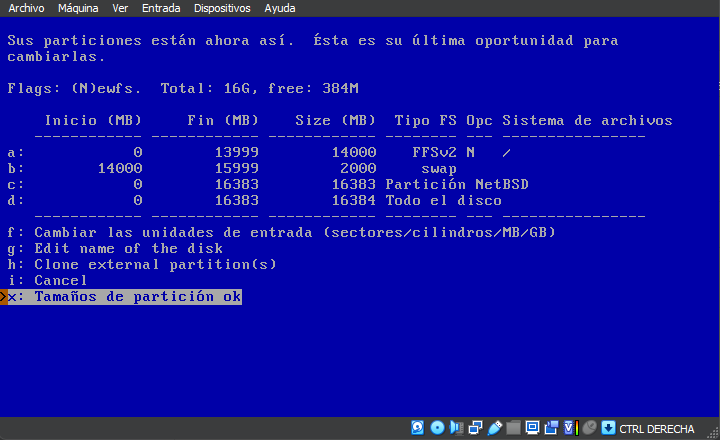 Archivo Máquina Ver Entrada Dispositivos Ayuda
Sus particiones están ahora así.  Ésta es su última oportunidad para
cambiarlas.
Flags: (N)ewfs.  Total: 16G, free: 384M
Inicio (MB) Fin (MB) Size (MB) Tipo FS Opc Sistema de archivos
------------ ------------ ------------ -------- --- ----------------
a: 0 13999 14000 FFSv2 N /
b: 14000 15999 2000 swap
c: 0 16383 16383 Partición NetBSD
d: 0 16383 16384 Todo el disco
------------ ------------ ------------ -------- --- ----------------
f: Cambiar las unidades de entrada (sectores/cilindros/MB/GB)
g: Edit name of the disk
h: Clone external partition(s)
i: Cancel
>x: Tamaños de partición ok
CTRL DERECHA